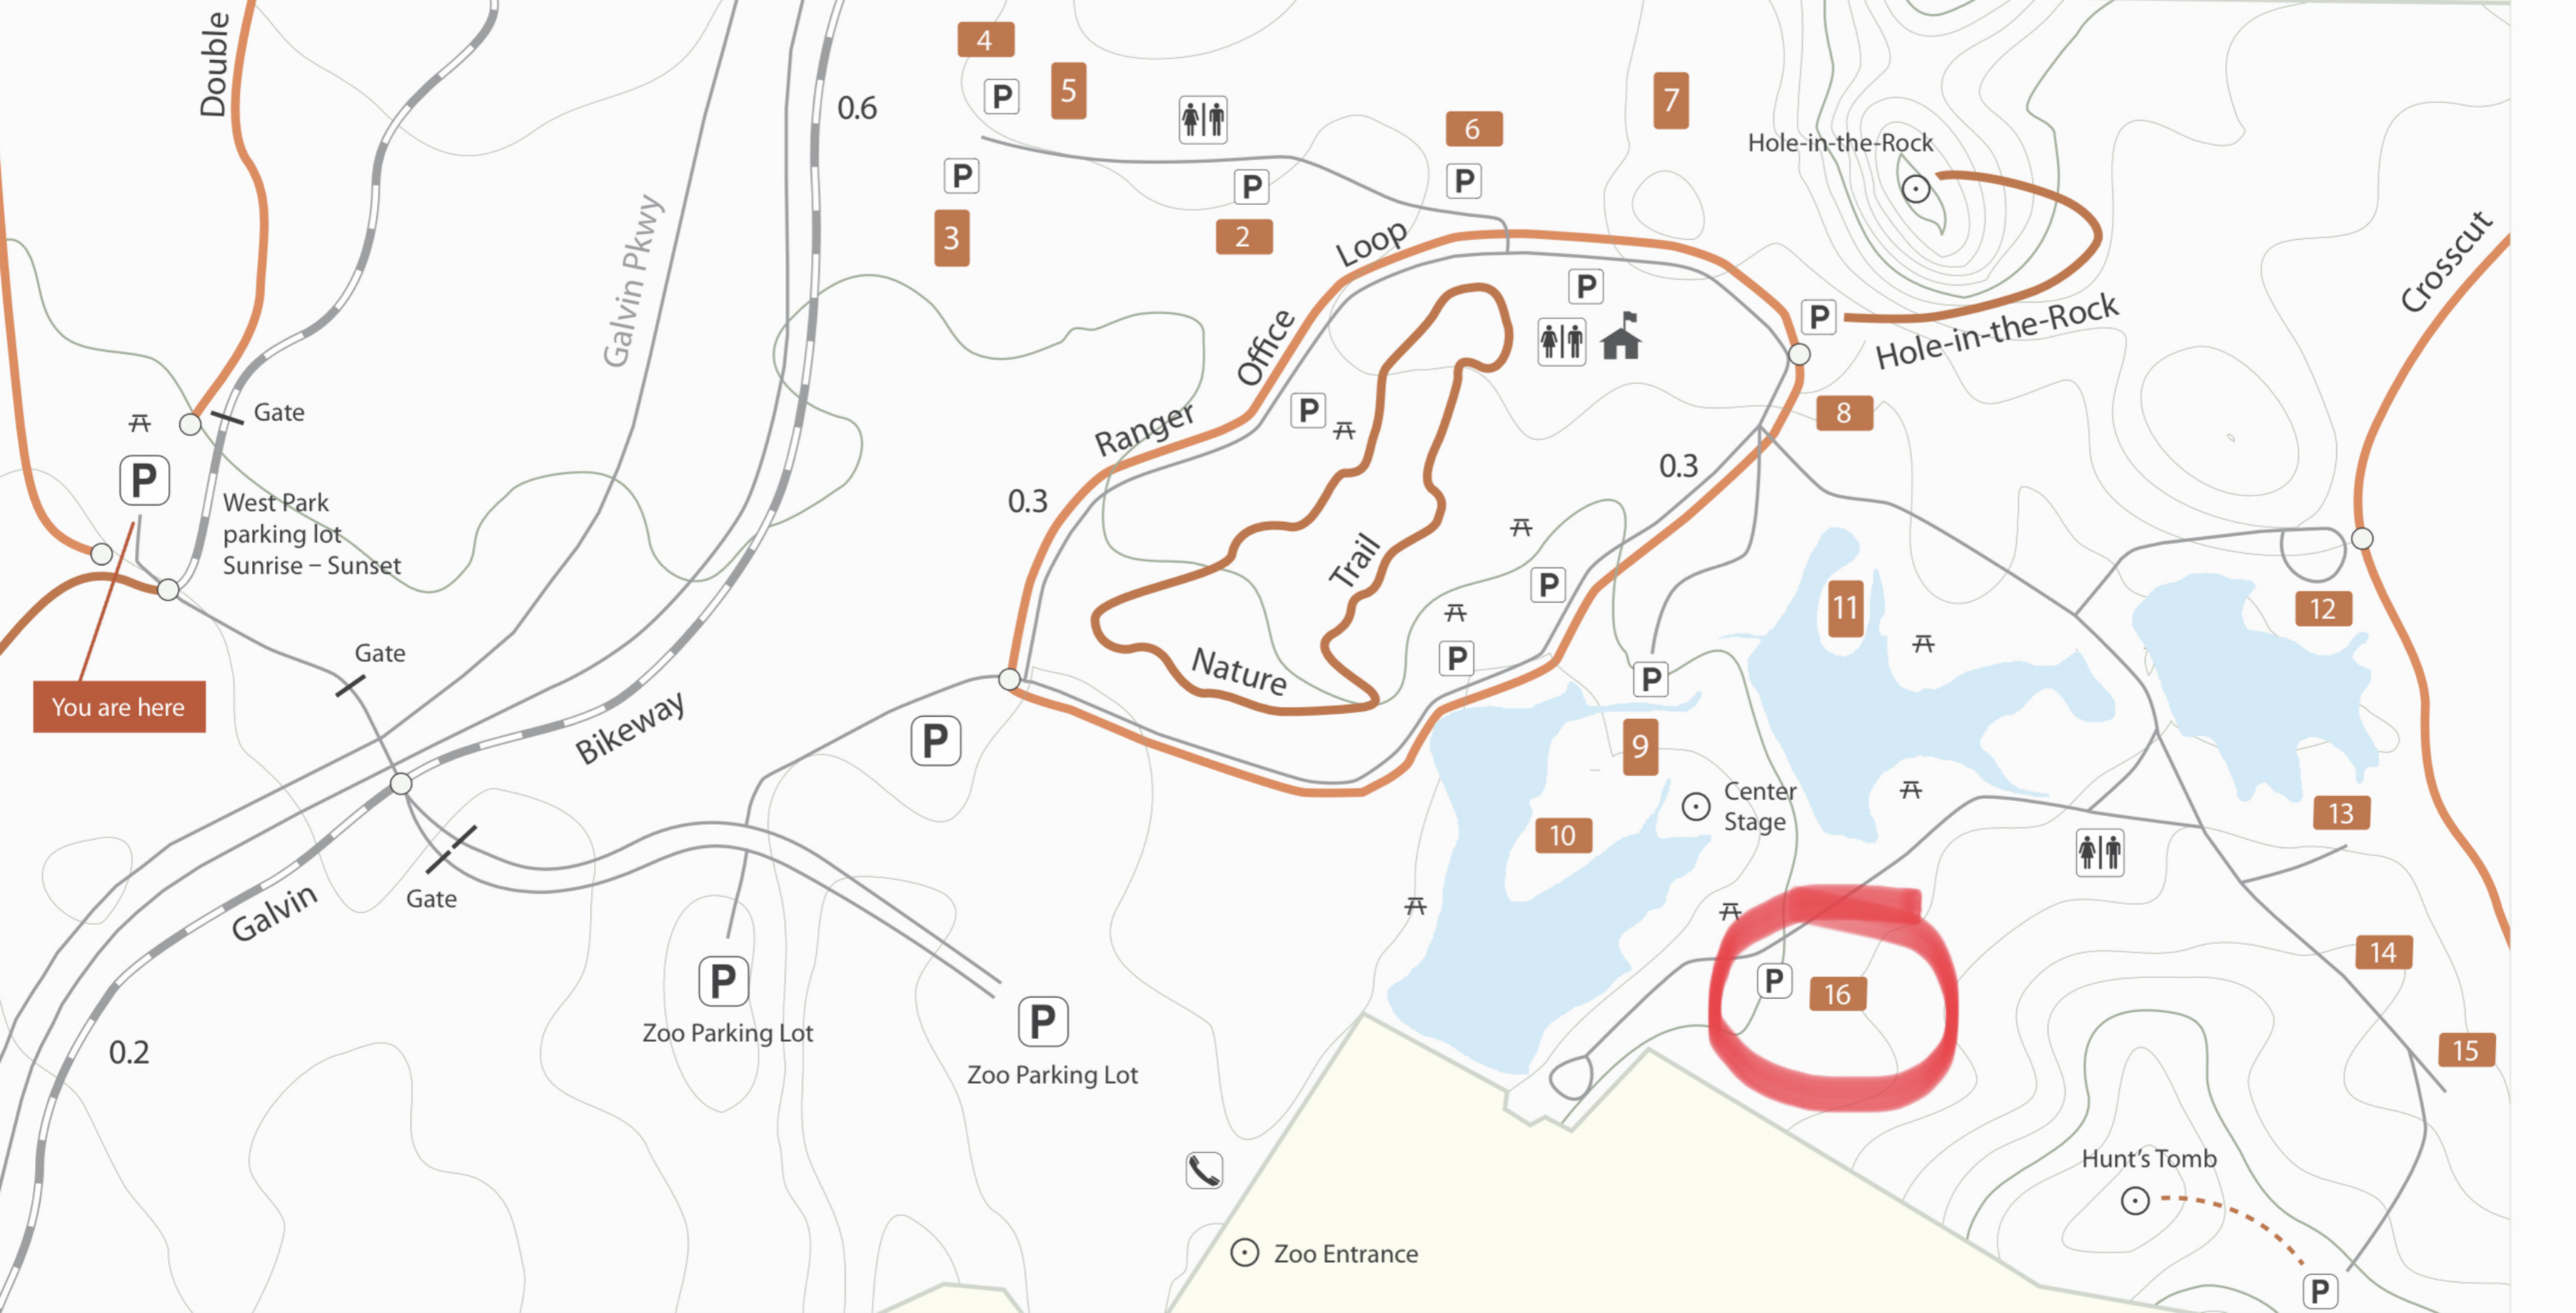 Double
4
5
P
0.6
6
7
Hole-in-the-Rock
P
P
P
3
2
Galvin Pkwy
Crosscut
Loop
P
P
Hole-in-the-Rock
Office
Gate
Ranger
P
8
P
West Park
parking lot
Sunrise – Sunset
0.3
0.3
Trail
P
11
12
Gate
Nature
P
P
You are here
Bikeway
P
9
Center
Stage
10
13
Galvin
Gate
14
P
Zoo Parking Lot
P
16
P
Zoo Parking Lot
15
0.2
Hunt's Tomb
Zoo Entrance
P